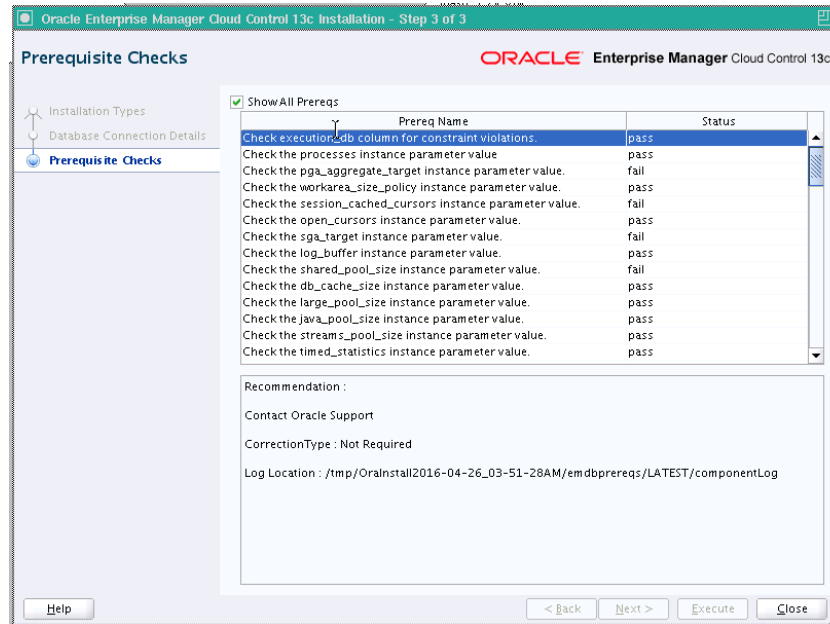 Oracle Enterprise Manager Cloud Control 13c Installation - Step 3 of 3
Prerequisite Checks
ORACLE Enterprise Manager Cloud Control 13c
Installation Types
Database Connection Details
Prerequisite Checks
Show All Prereqs
Prereq Name Status
Check execution_db column for constraint violations. pass
Check the processes instance parameter value pass
Check the pga_aggregate_target instance parameter value. fail
Check the workarea_size_policy instance parameter value. pass
Check the session_cached_cursors instance parameter value. fail
Check the open_cursors instance parameter value. pass
Check the sga_target instance parameter value. fail
Check the log_buffer instance parameter value. pass
Check the shared_pool_size instance parameter value. fail
Check the db_cache_size instance parameter value. pass
Check the large_pool_size instance parameter value. pass
Check the java_pool_size instance parameter value. pass
Check the streams_pool_size instance parameter value. pass
Check the timed_statistics instance parameter value. pass
Recommendation :
Contact Oracle Support
CorrectionType : Not Required
Log Location : /tmp/OraInstall2016-04-26_03-51-28AM/emdbprereqs/LATEST/componentLog
Help < Back Next > Execute Close